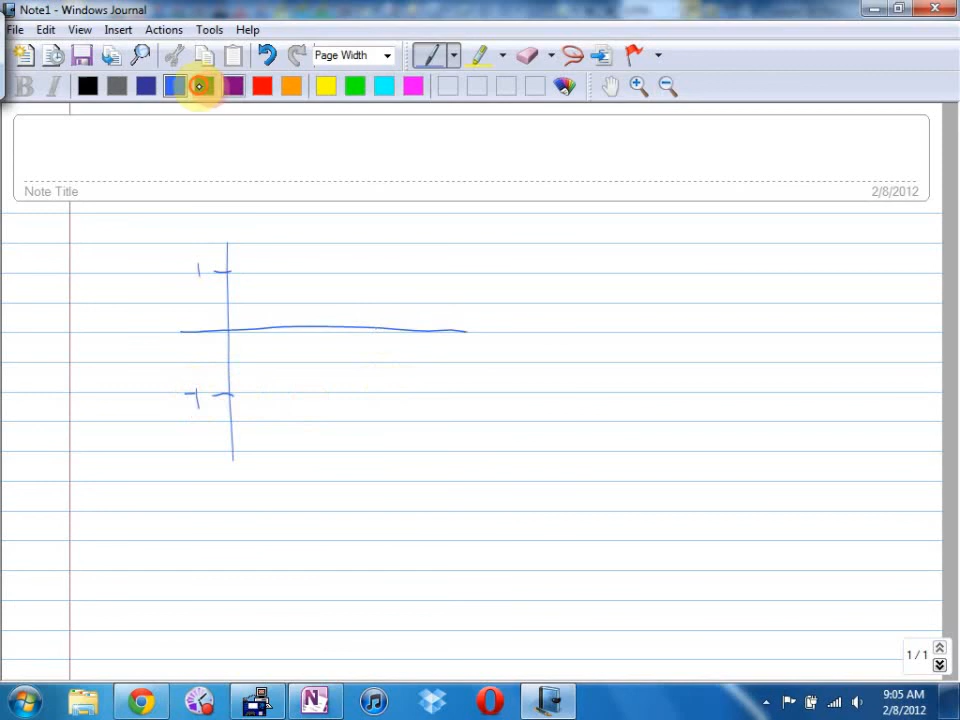 Note1 - Windows Journal
File Edit View Insert Actions Tools Help
Page Width
B I
Note Title 2/8/2012
1
-1
1 / 1
N
9:05 AM
2/8/2012